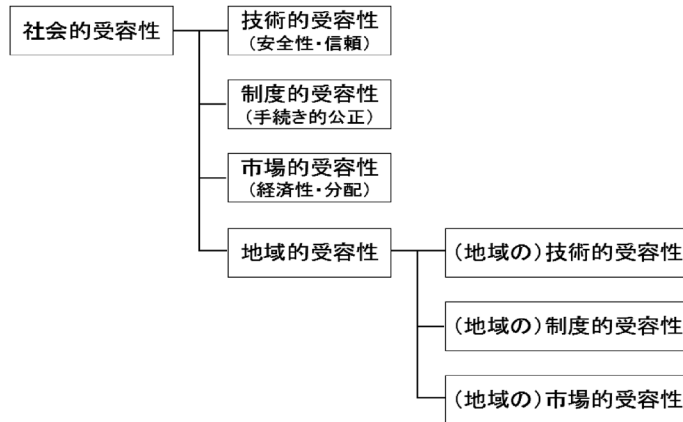 社会的受容性
技術的受容性
(安全性・信頼)
制度的受容性
(手続き的公正)
市場的受容性
(経済性・分配)
地域的受容性
(地域の)技術的受容性
(地域の)制度的受容性
(地域の)市場的受容性